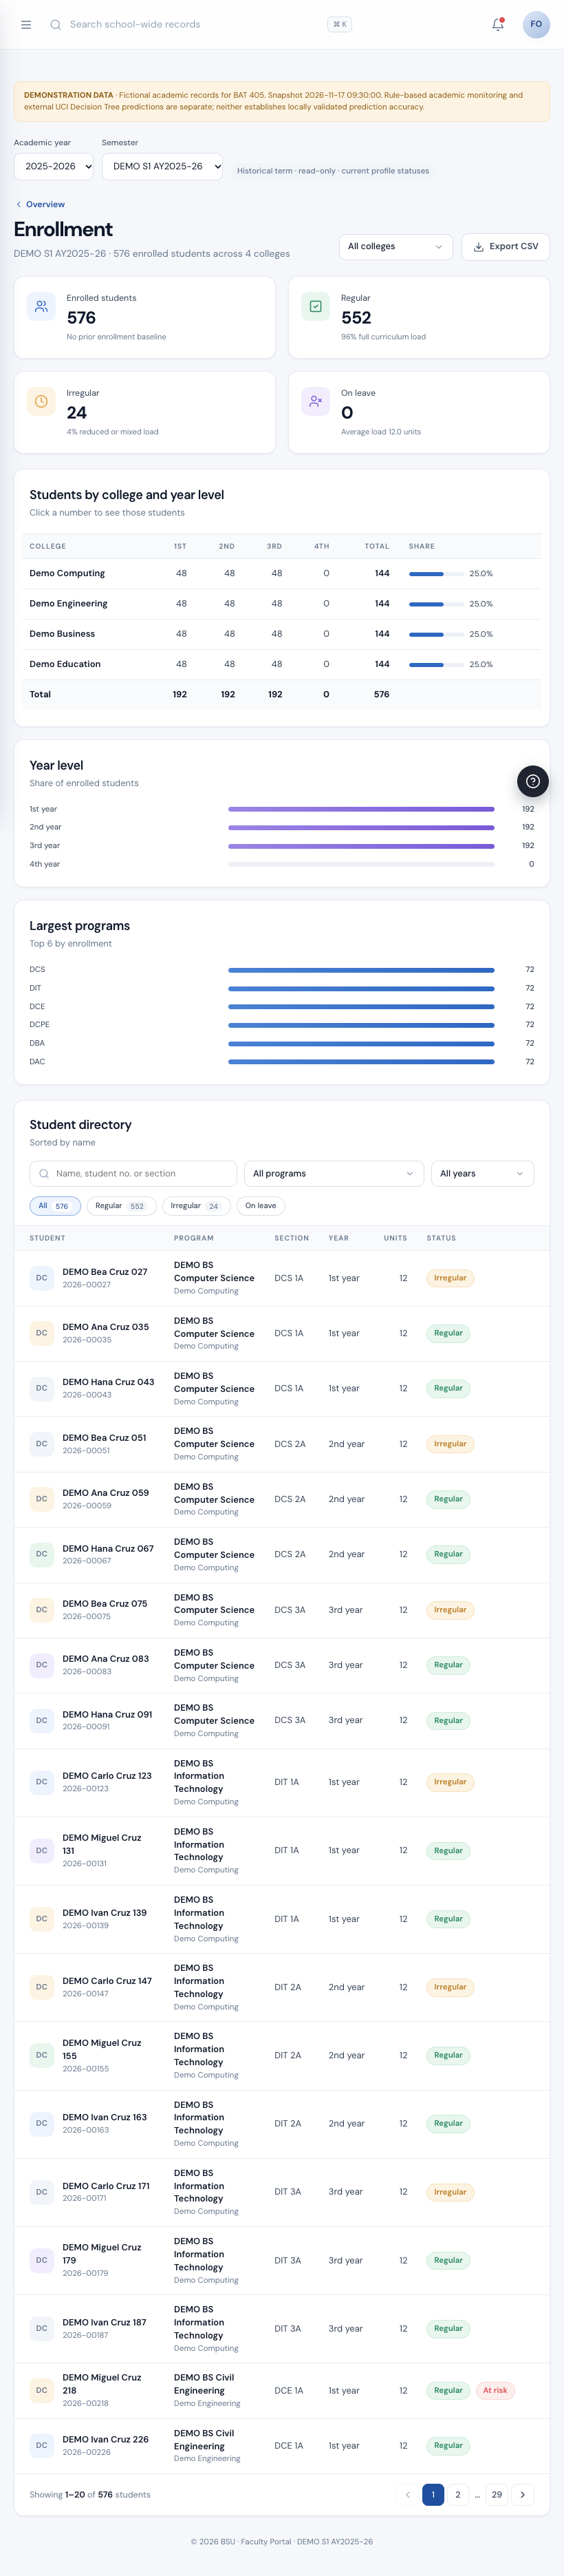 Search school-wide records
⌘ K
FO
DEMONSTRATION DATA · Fictional academic records for BAT 405. Snapshot 2026-11-17 09:30:00. Rule-based academic monitoring and
external UCI Decision Tree predictions are separate; neither establishes locally validated prediction accuracy.
Academic year
Semester
2025-2026
DEMO S1 AY2025-26
Historical term · read-only · current profile statuses
Overview
Enrollment
DEMO S1 AY2025-26 · 576 enrolled students across 4 colleges
All colleges
Export CSV
Enrolled students
576
No prior enrollment baseline
Regular
552
96% full curriculum load
Irregular
24
4% reduced or mixed load
On leave
0
Average load 12.0 units
Students by college and year level
Click a number to see those students
COLLEGE 1ST 2ND 3RD 4TH TOTAL SHARE
Demo Computing 48 48 48 0 144 25.0%
Demo Engineering 48 48 48 0 144 25.0%
Demo Business 48 48 48 0 144 25.0%
Demo Education 48 48 48 0 144 25.0%
Total 192 192 192 0 576
Year level
Share of enrolled students
1st year 192
2nd year 192
3rd year 192
4th year 0
Largest programs
Top 6 by enrollment
DCS 72
DIT 72
DCE 72
DCPE 72
DBA 72
DAC 72
Student directory
Sorted by name
Name, student no. or section
All programs
All years
All 576
Regular 552
Irregular 24
On leave
STUDENT PROGRAM SECTION YEAR UNITS STATUS
DC DEMO Bea Cruz 027 2026-00027 DEMO BS Computer Science Demo Computing DCS 1A 1st year 12 Irregular
DC DEMO Ana Cruz 035 2026-00035 DEMO BS Computer Science Demo Computing DCS 1A 1st year 12 Regular
DC DEMO Hana Cruz 043 2026-00043 DEMO BS Computer Science Demo Computing DCS 1A 1st year 12 Regular
DC DEMO Bea Cruz 051 2026-00051 DEMO BS Computer Science Demo Computing DCS 2A 2nd year 12 Irregular
DC DEMO Ana Cruz 059 2026-00059 DEMO BS Computer Science Demo Computing DCS 2A 2nd year 12 Regular
DC DEMO Hana Cruz 067 2026-00067 DEMO BS Computer Science Demo Computing DCS 2A 2nd year 12 Regular
DC DEMO Bea Cruz 075 2026-00075 DEMO BS Computer Science Demo Computing DCS 3A 3rd year 12 Irregular
DC DEMO Ana Cruz 083 2026-00083 DEMO BS Computer Science Demo Computing DCS 3A 3rd year 12 Regular
DC DEMO Hana Cruz 091 2026-00091 DEMO BS Computer Science Demo Computing DCS 3A 3rd year 12 Regular
DC DEMO Carlo Cruz 123 2026-00123 DEMO BS Information Technology Demo Computing DIT 1A 1st year 12 Irregular
DC DEMO Miguel Cruz 131 2026-00131 DEMO BS Information Technology Demo Computing DIT 1A 1st year 12 Regular
DC DEMO Ivan Cruz 139 2026-00139 DEMO BS Information Technology Demo Computing DIT 1A 1st year 12 Regular
DC DEMO Carlo Cruz 147 2026-00147 DEMO BS Information Technology Demo Computing DIT 2A 2nd year 12 Irregular
DC DEMO Miguel Cruz 155 2026-00155 DEMO BS Information Technology Demo Computing DIT 2A 2nd year 12 Regular
DC DEMO Ivan Cruz 163 2026-00163 DEMO BS Information Technology Demo Computing DIT 2A 2nd year 12 Regular
DC DEMO Carlo Cruz 171 2026-00171 DEMO BS Information Technology Demo Computing DIT 3A 3rd year 12 Irregular
DC DEMO Miguel Cruz 179 2026-00179 DEMO BS Information Technology Demo Computing DIT 3A 3rd year 12 Regular
DC DEMO Ivan Cruz 187 2026-00187 DEMO BS Information Technology Demo Computing DIT 3A 3rd year 12 Regular
DC DEMO Miguel Cruz 218 2026-00218 DEMO BS Civil Engineering Demo Engineering DCE 1A 1st year 12 Regular At risk
DC DEMO Ivan Cruz 226 2026-00226 DEMO BS Civil Engineering Demo Engineering DCE 1A 1st year 12 Regular
Showing 1–20 of 576 students
1 2 … 29
© 2026 BSU · Faculty Portal · DEMO S1 AY2025-26